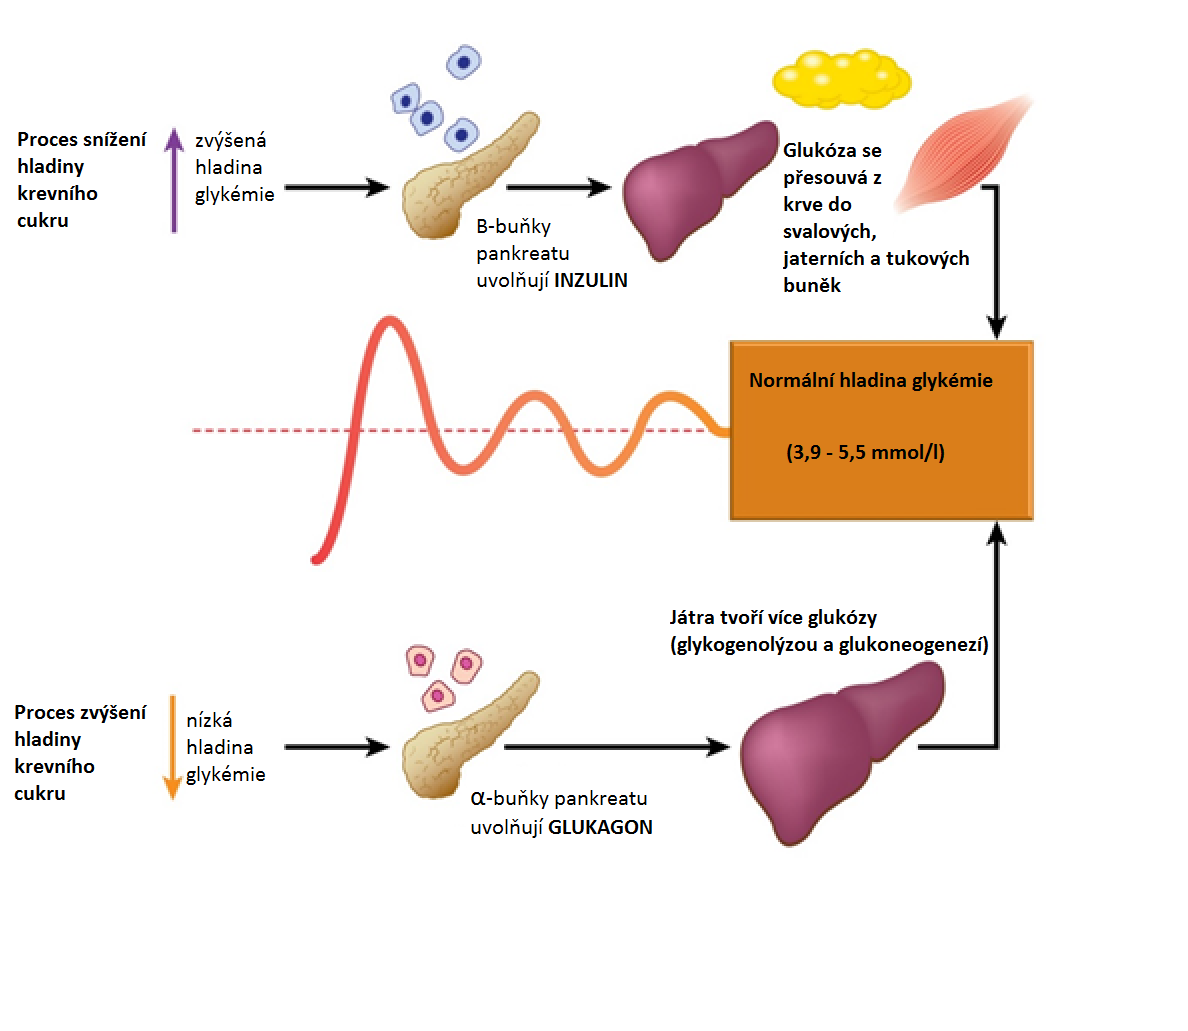 Proces snížení
hladiny
krevního
cukru
zvýšená
hladina
glykémie
B-buňky
pankreatu
uvolňují INZULIN
Glukóza se
přesouvá z
krve do
svalových,
jaterních a tukových
buněk
Normální hladina glykémie
(3,9 - 5,5 mmol/l)
Játra tvoří více glukózy
(glykogenolýzou a glukoneogenezí)
Proces zvýšení
hladiny
krevního
cukru
nízká
hladina
glykémie
α-buňky pankreatu
uvolňují GLUKAGON